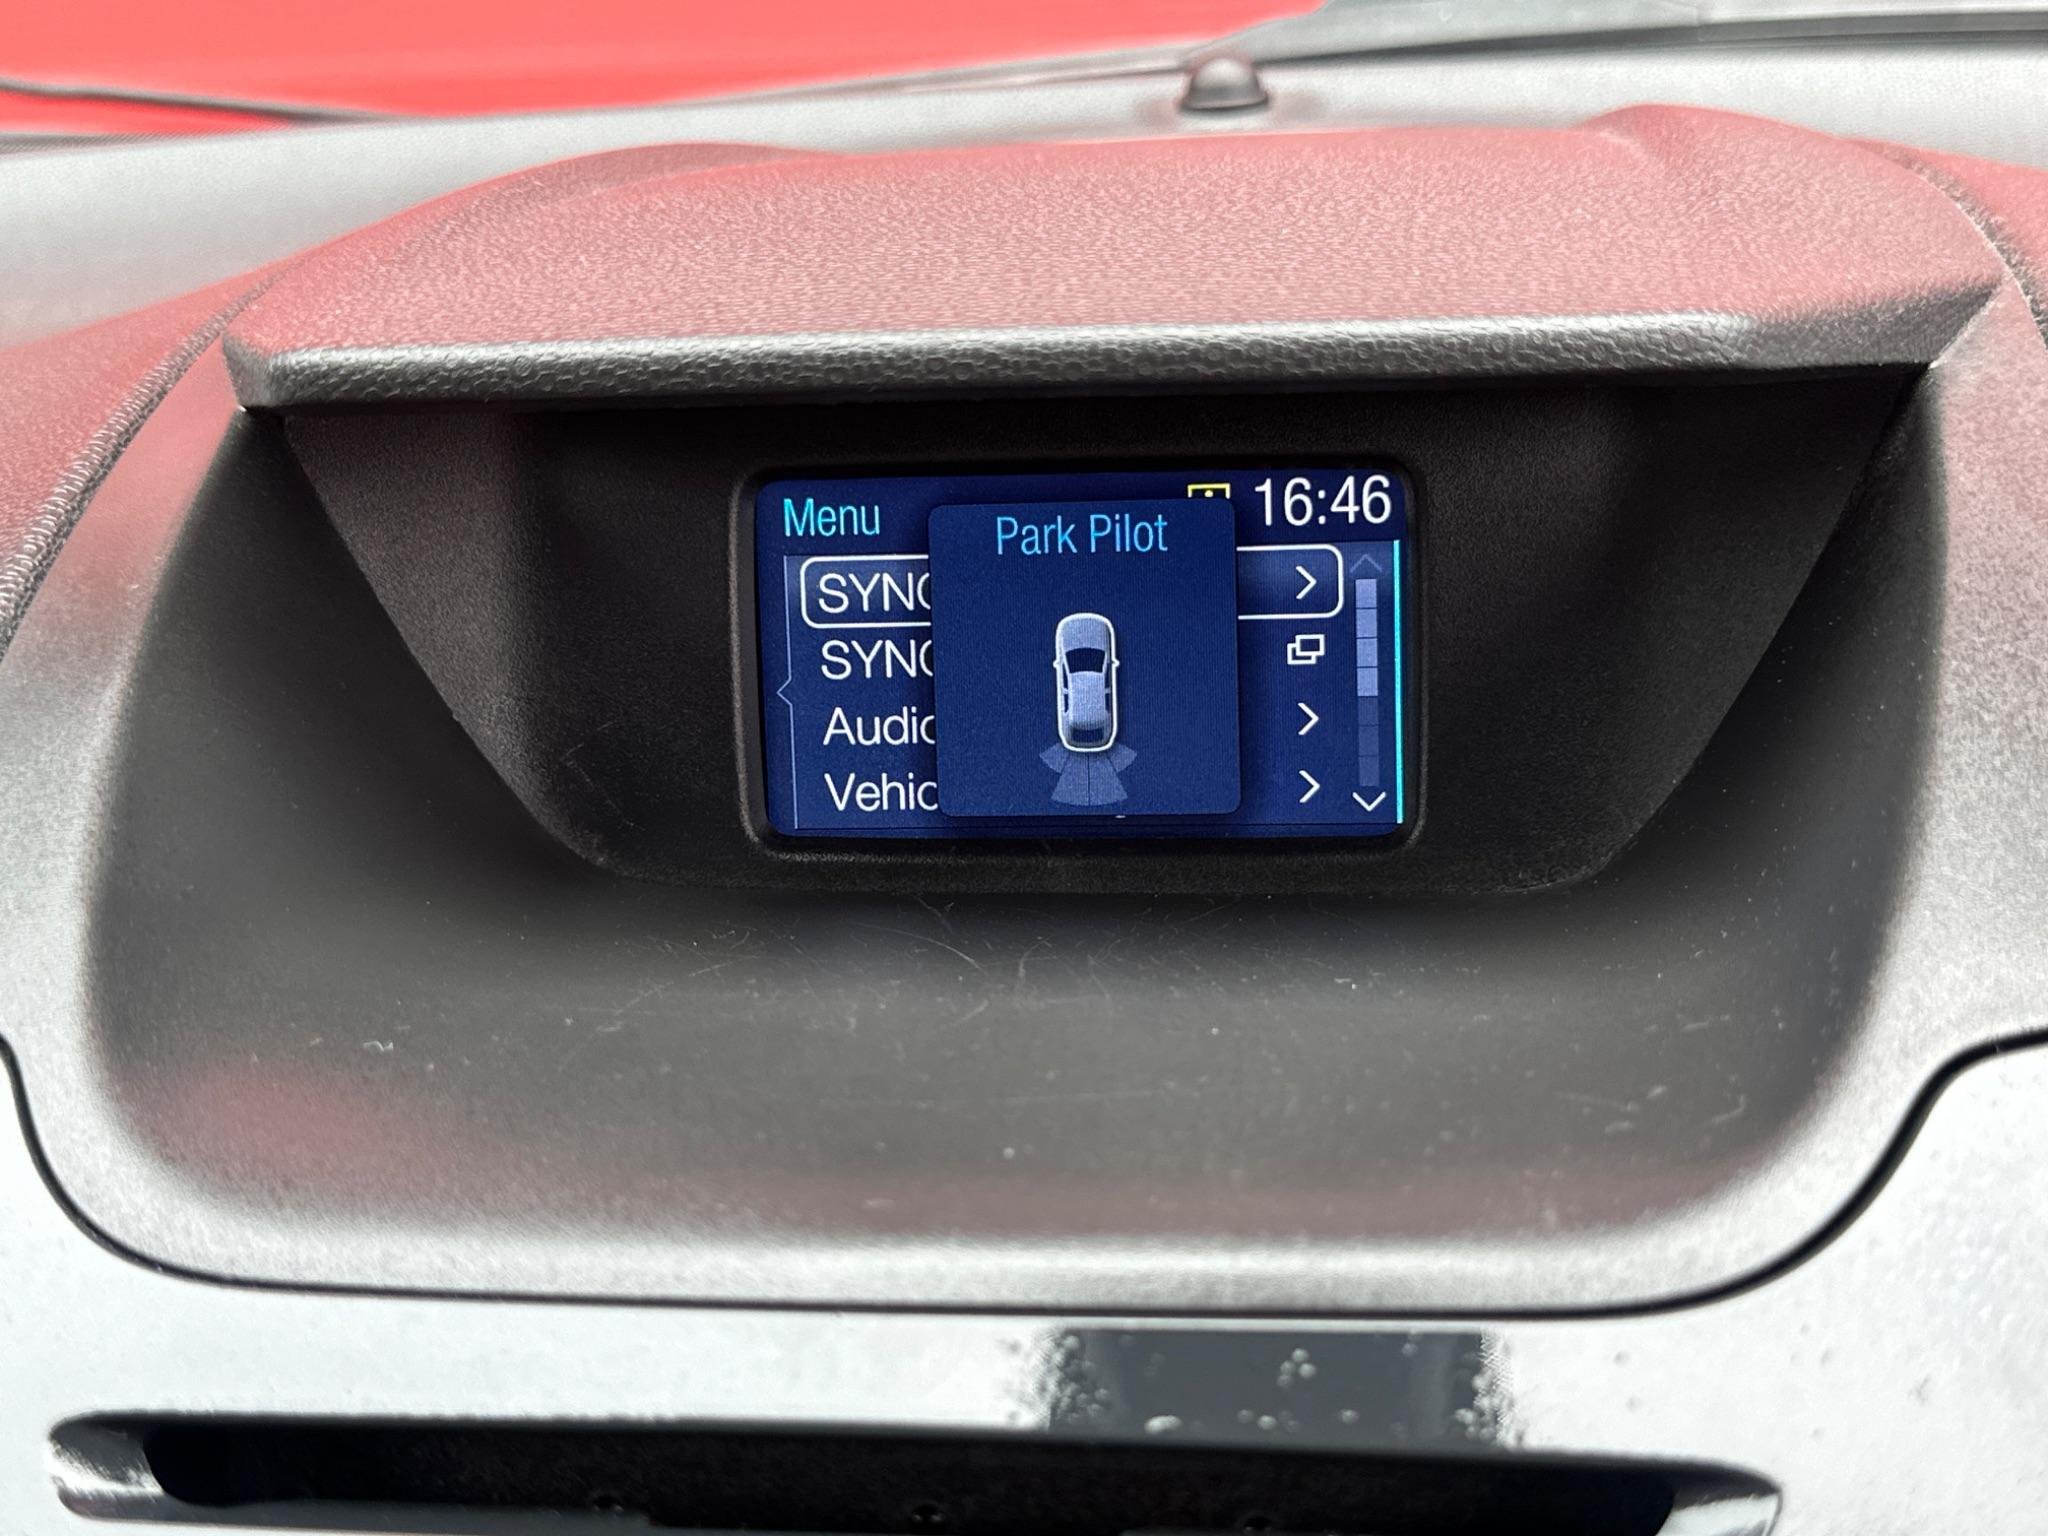 Menu
16:46
Park Pilot
SYNC
SYNC
Audio
Vehic